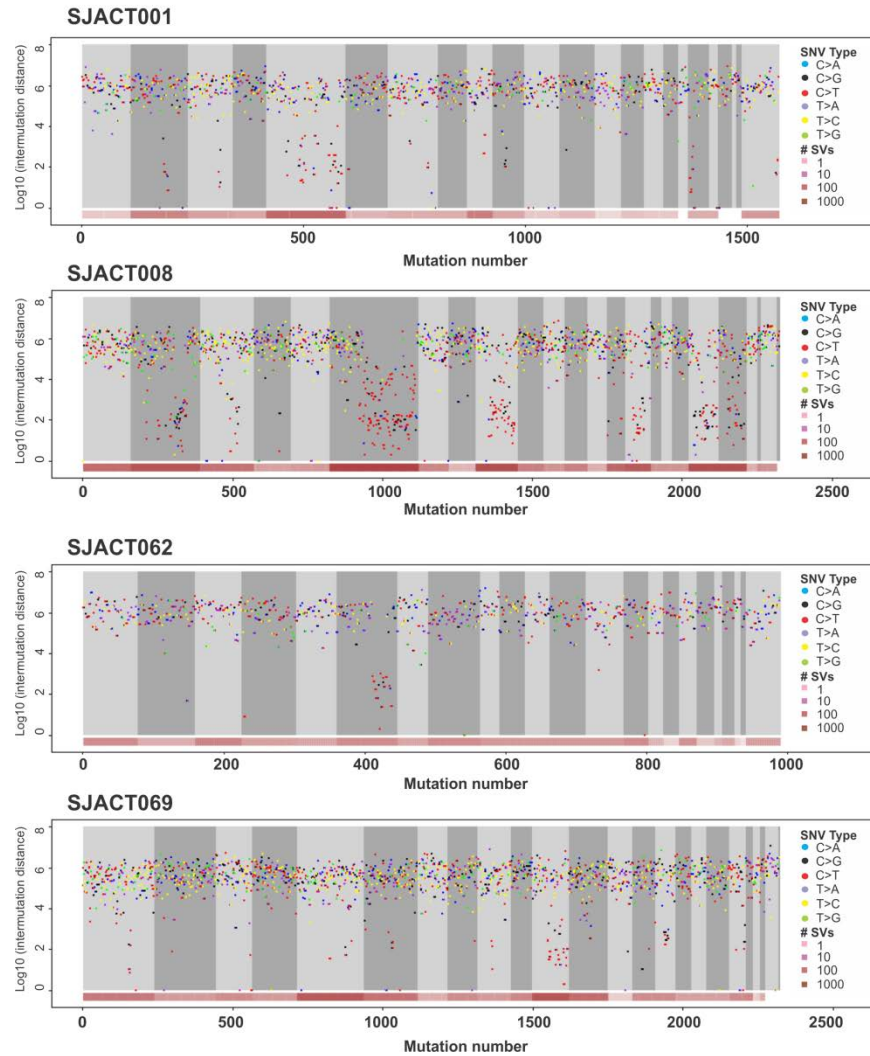 SJACT001
Log10 (intermutation distance)
8
6
4
2
0
0 500 1000 1500
Mutation number
SNV Type
C>A
C>G
C>T
T>A
T>C
T>G
# SVs
1
10
100
1000
SJACT008
Log10 (intermutation distance)
8
6
4
2
0
0 500 1000 1500 2000 2500
Mutation number
SNV Type
C>A
C>G
C>T
T>A
T>C
T>G
# SVs
1
10
100
1000
SJACT062
Log10 (intermutation distance)
8
6
4
2
0
0 200 400 600 800 1000
Mutation number
SNV Type
C>A
C>G
C>T
T>A
T>C
T>G
# SVs
1
10
100
1000
SJACT069
Log10 (intermutation distance)
8
6
4
2
0
0 500 1000 1500 2000 2500
Mutation number
SNV Type
C>A
C>G
C>T
T>A
T>C
T>G
# SVs
1
10
100
1000